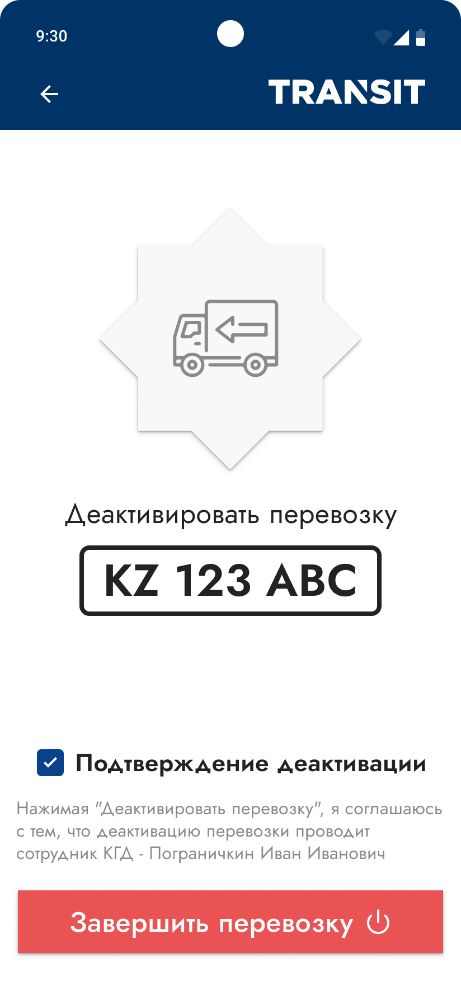 9:30
TRANSIT
Деактивировать перевозку
KZ 123 ABC
Подтверждение деактивации
Нажимая "Деактивировать перевозку", я соглашаюсь
с тем, что деактивацию перевозки проводит
сотрудник КГД - Пограничкин Иван Иванович
Завершить перевозку